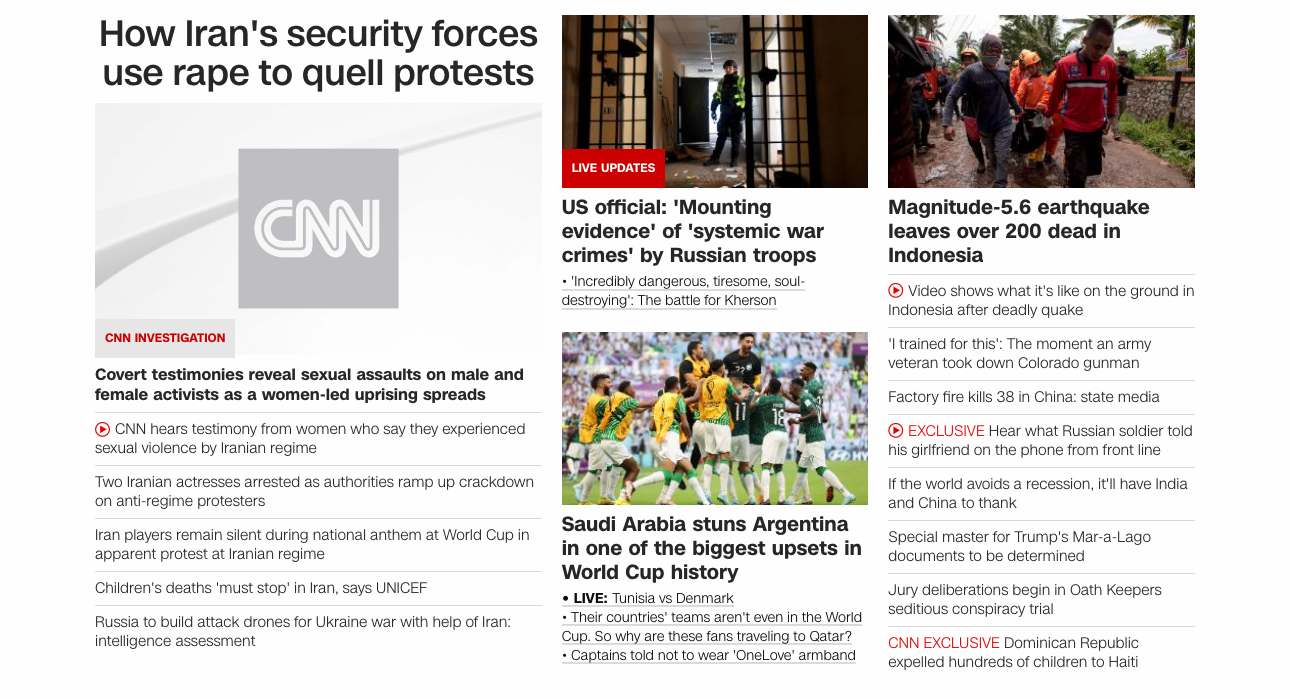 How Iran's security forces
use rape to quell protests
CNN
CNN INVESTIGATION
Covert testimonies reveal sexual assaults on male and
female activists as a women-led uprising spreads
CNN hears testimony from women who say they experienced
sexual violence by Iranian regime
Two Iranian actresses arrested as authorities ramp up crackdown
on anti-regime protesters
Iran players remain silent during national anthem at World Cup in
apparent protest at Iranian regime
Children's deaths 'must stop' in Iran, says UNICEF
Russia to build attack drones for Ukraine war with help of Iran:
intelligence assessment
LIVE UPDATES
US official: 'Mounting
evidence' of 'systemic war
crimes' by Russian troops
• 'Incredibly dangerous, tiresome, soul-
destroying': The battle for Kherson
22
11
18
Saudi Arabia stuns Argentina
in one of the biggest upsets in
World Cup history
• LIVE: Tunisia vs Denmark
• Their countries' teams aren't even in the World
Cup. So why are these fans traveling to Qatar?
• Captains told not to wear 'OneLove' armband
Magnitude-5.6 earthquake
leaves over 200 dead in
Indonesia
Video shows what it's like on the ground in
Indonesia after deadly quake
'I trained for this': The moment an army
veteran took down Colorado gunman
Factory fire kills 38 in China: state media
EXCLUSIVE Hear what Russian soldier told
his girlfriend on the phone from front line
If the world avoids a recession, it'll have India
and China to thank
Special master for Trump's Mar-a-Lago
documents to be determined
Jury deliberations begin in Oath Keepers
seditious conspiracy trial
CNN EXCLUSIVE Dominican Republic
expelled hundreds of children to Haiti